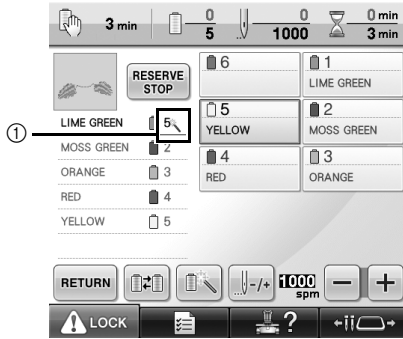 3 min 0 5 0 1000 0 min 3 min
RESERVE STOP
6
1 LIME GREEN
5 YELLOW
2 MOSS GREEN
4 RED
3 ORANGE
1
LIME GREEN 5
MOSS GREEN 2
ORANGE 3
RED 4
YELLOW 5
RETURN -/+ 1000 spm - +
LOCK ?